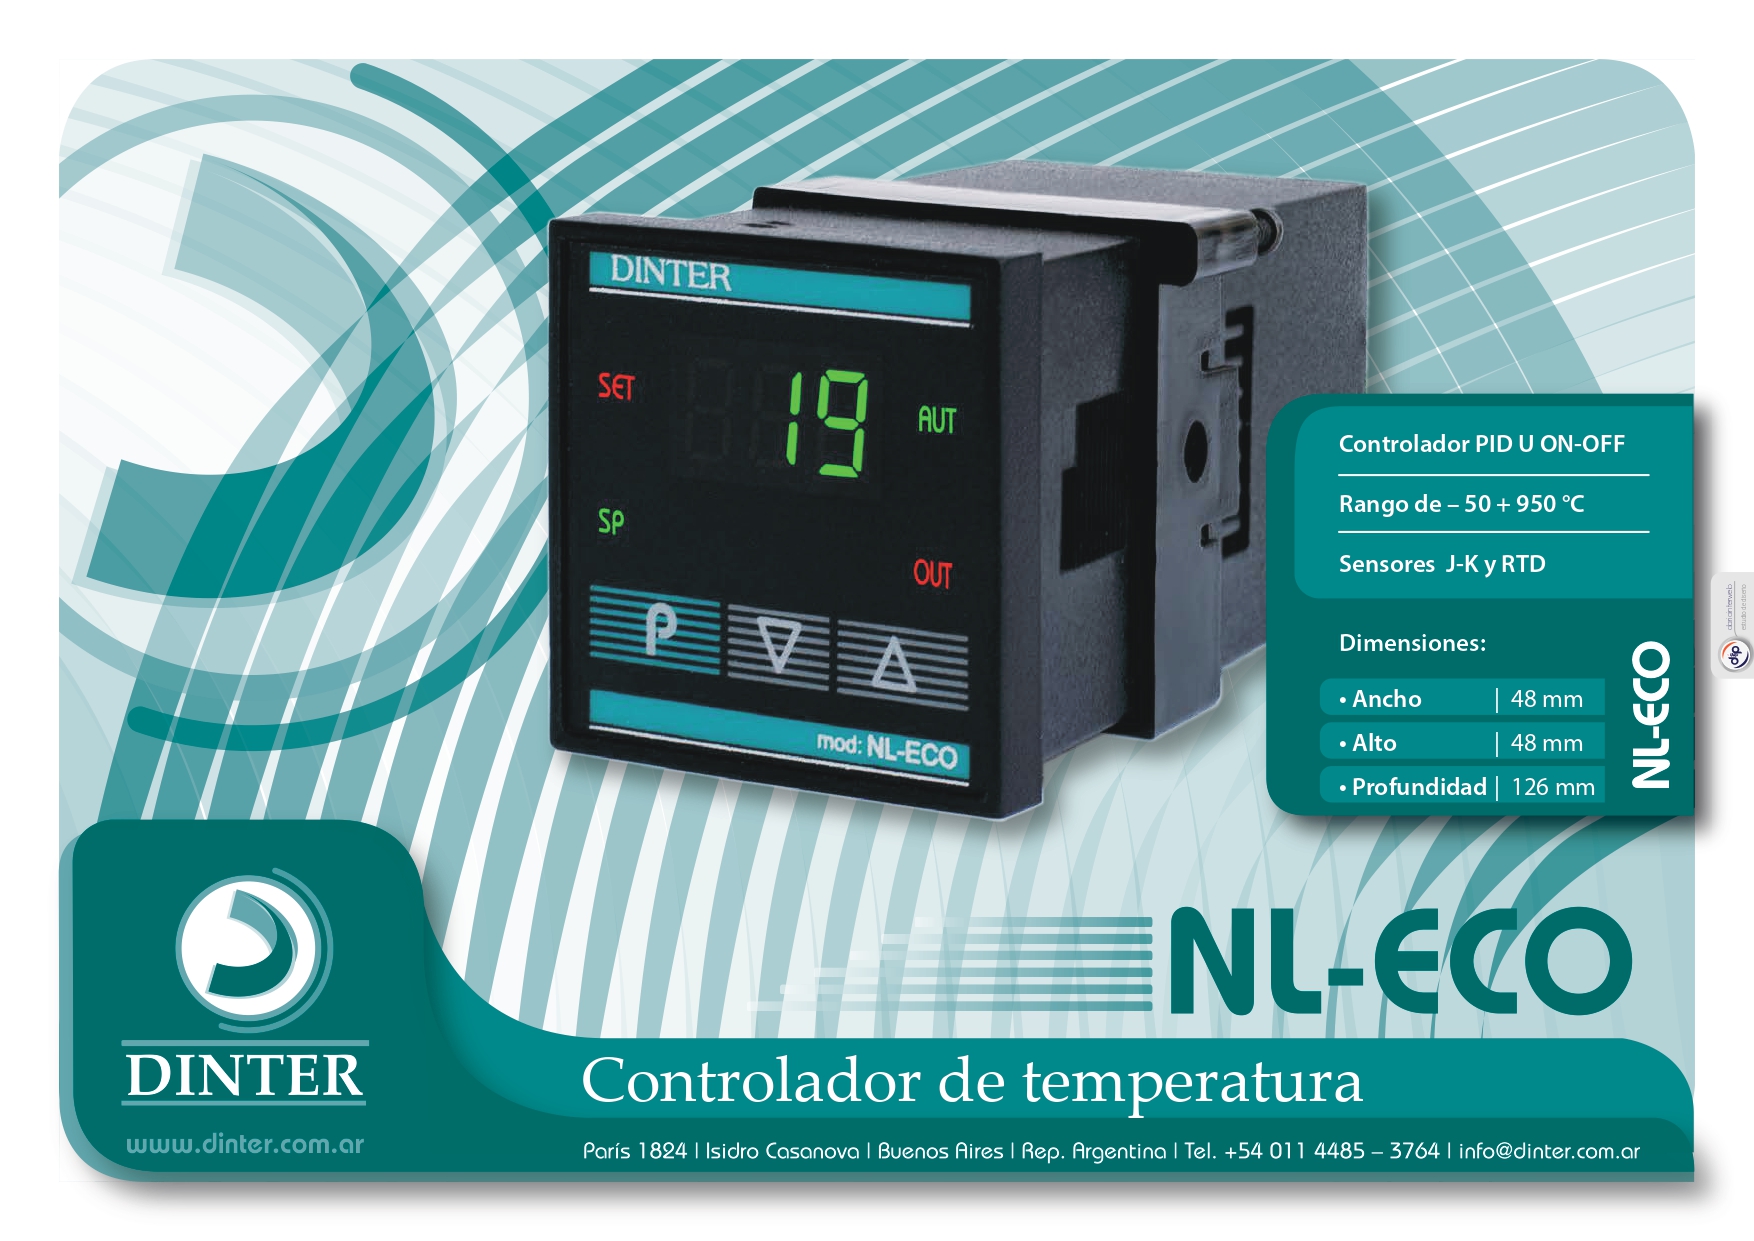 DINTER
SET
19
AUT
SP
OUT
P
mod: NL-ECO
Controlador PID U ON-OFF
Rango de – 50 + 950 °C
Sensores J-K y RTD
Dimensiones:
• Ancho | 48 mm
• Alto | 48 mm
• Profundidad | 126 mm
NL-ECO
NL-ECO
DINTER
www.dinter.com.ar
Controlador de temperatura
París 1824 | Isidro Casanova | Buenos Aires | Rep. Argentina | Tel. +54 011 4485 – 3764 | info@dinter.com.ar